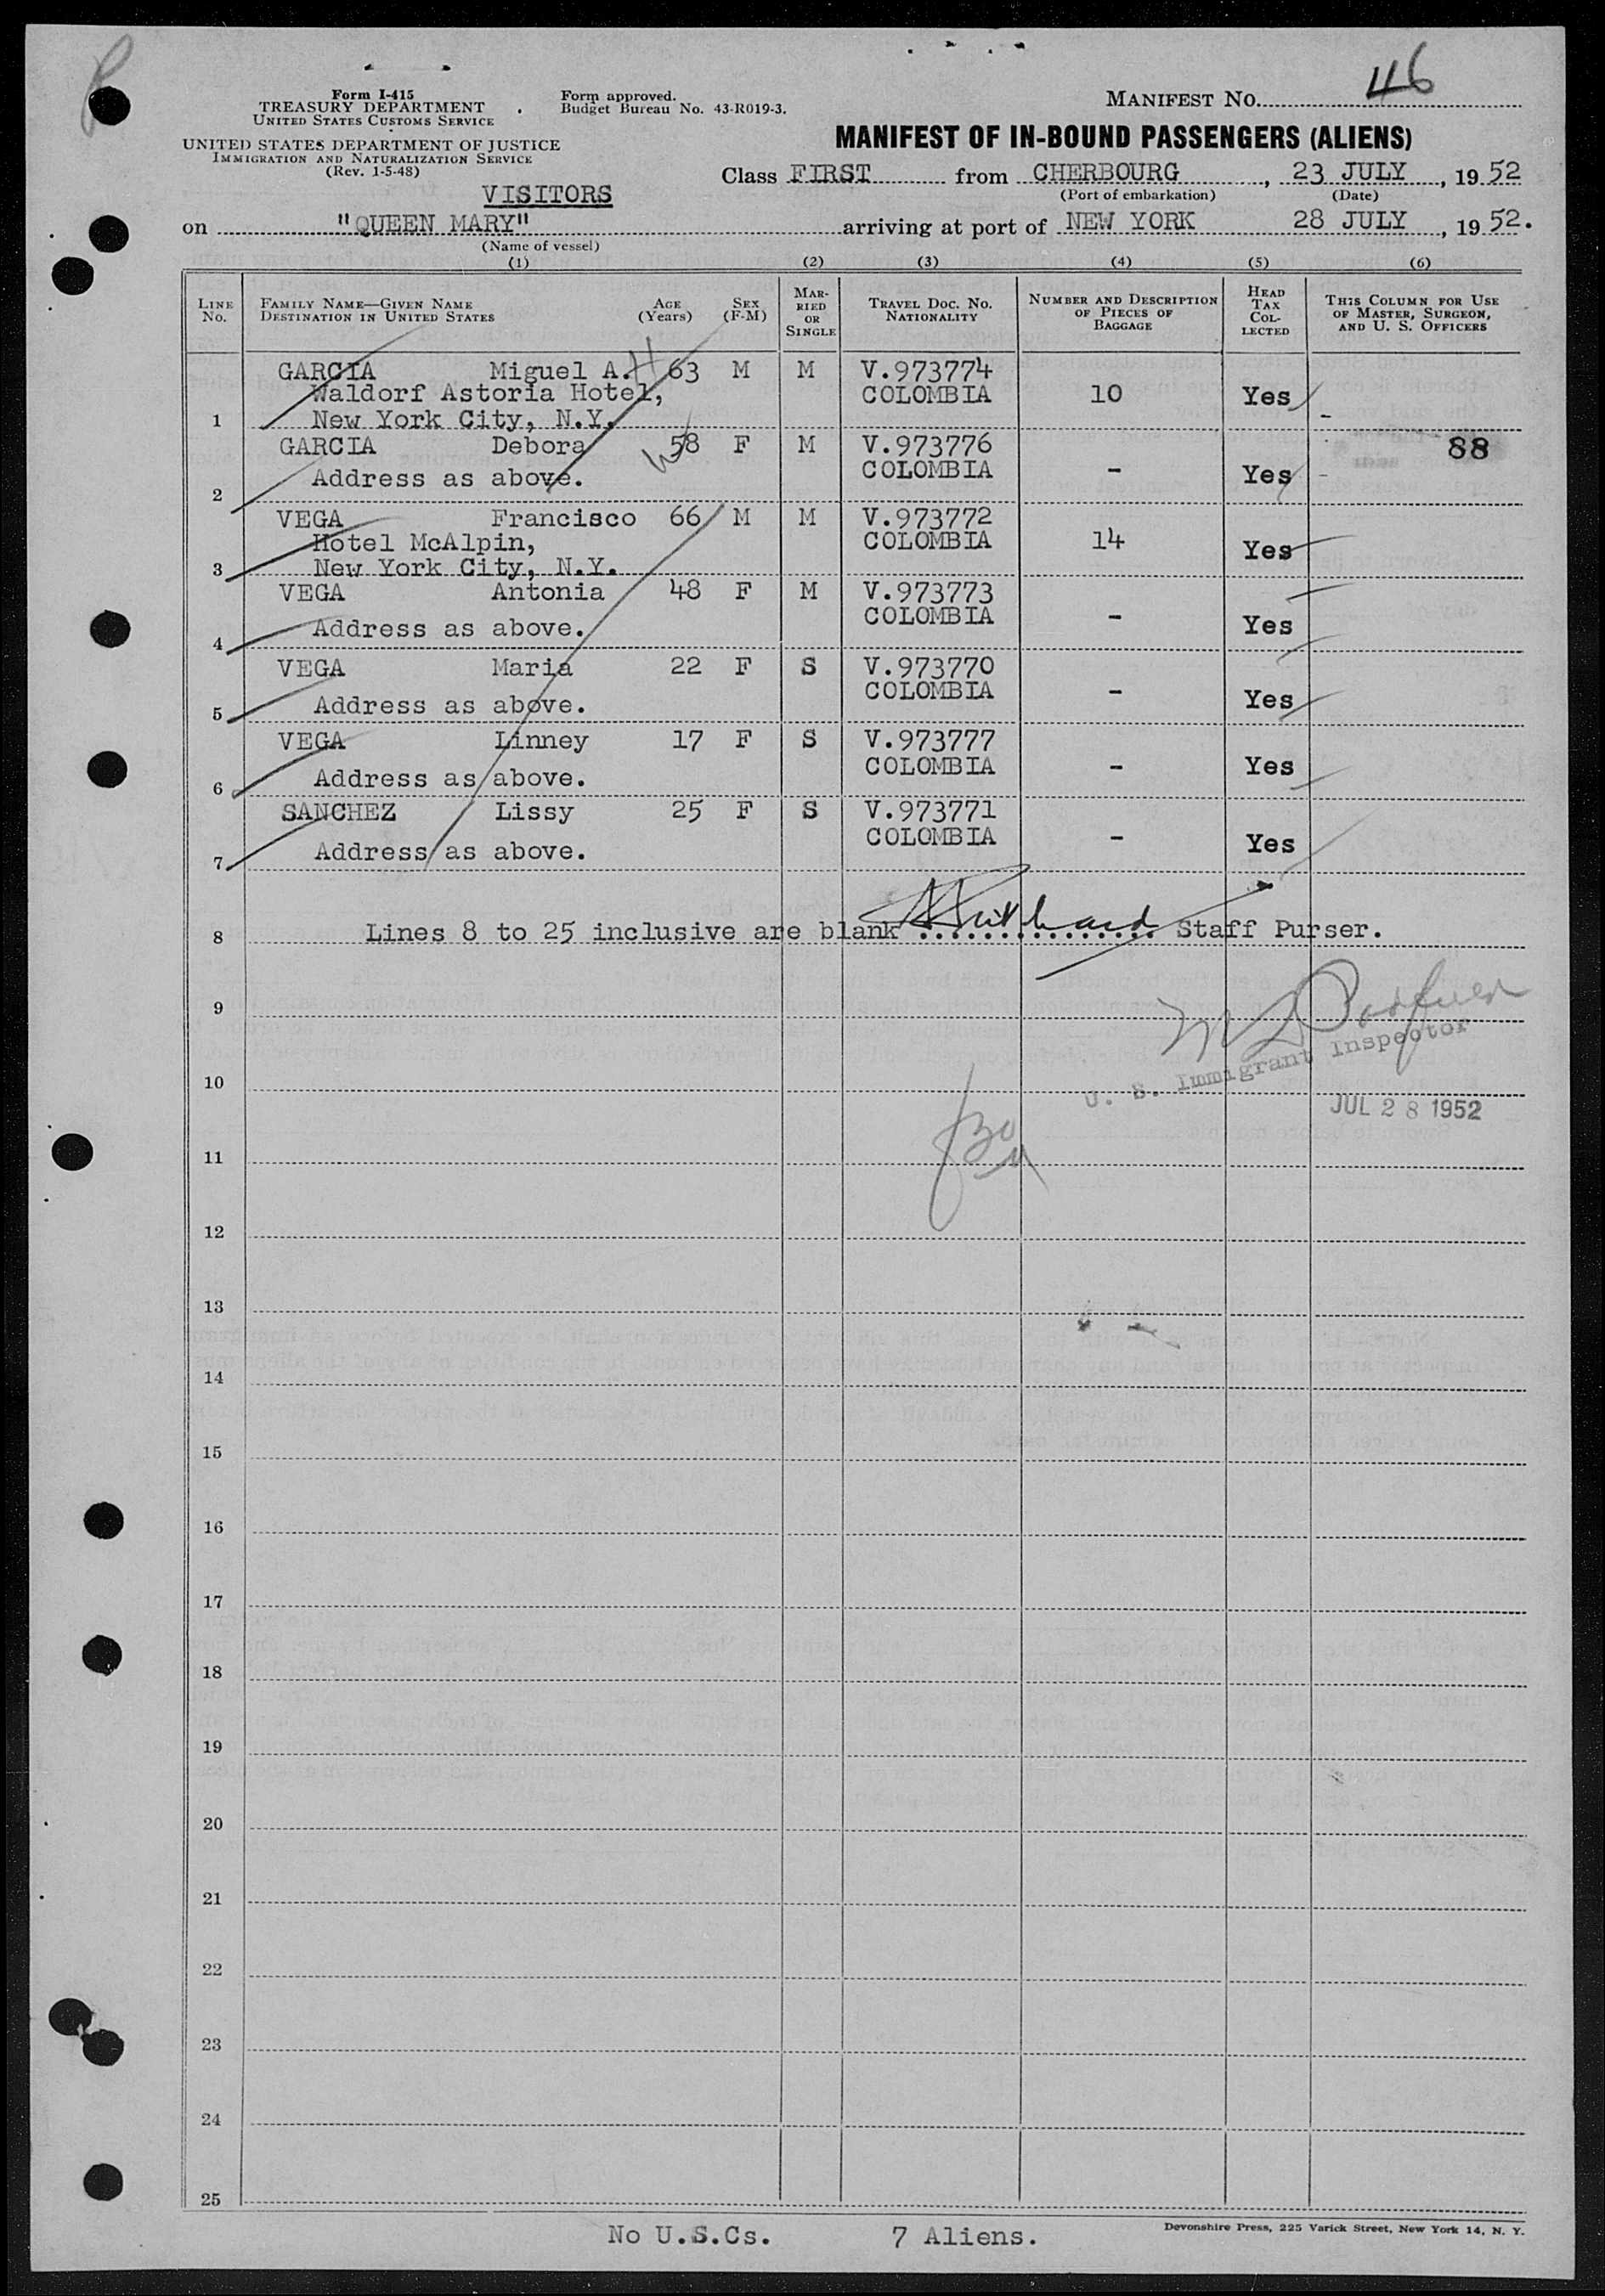 46
Form I-415
TREASURY DEPARTMENT
UNITED STATES CUSTOMS SERVICE
Form approved.
Budget Bureau No. 43-R019-3.
MANIFEST NO.
UNITED STATES DEPARTMENT OF JUSTICE
IMMIGRATION AND NATURALIZATION SERVICE
(Rev. 1-5-48)
MANIFEST OF IN-BOUND PASSENGERS (ALIENS)
Class FIRST from CHERBOURG, 23 JULY, 19 52
(Port of embarkation) (Date)
VISITORS
on "QUEEN MARY" arriving at port of NEW YORK 28 JULY, 19 52.
(Name of vessel)
(1) (2) (3) (4) (5) (6)
LINE NO. FAMILY NAME—GIVEN NAME DESTINATION IN UNITED STATES AGE (YEARS) SEX (F-M) MARRIED OR SINGLE TRAVEL DOC. NO. NATIONALITY NUMBER AND DESCRIPTION OF PIECES OF BAGGAGE HEAD TAX COLLECTED THIS COLUMN FOR USE OF MASTER, SURGEON, AND U. S. OFFICERS
GARCIA Miguel A. 63 M M V.973774
Waldorf Astoria Hotel, COLOMBIA 10 Yes
1 New York City, N.Y.
GARCIA Debora 58 F M V.973776 88
2 Address as above. COLOMBIA - Yes
VEGA Francisco 66 M M V.973772
Hotel McAlpin, COLOMBIA 14 Yes
3 New York City, N.Y.
VEGA Antonia 48 F M V.973773
4 Address as above. COLOMBIA - Yes
VEGA Maria 22 F S V.973770
5 Address as above. COLOMBIA - Yes
VEGA Linney 17 F S V.973777
6 Address as above. COLOMBIA - Yes
SANCHEZ Lissy 25 F S V.973771
7 Address as above. COLOMBIA - Yes
8 Lines 8 to 25 inclusive are blank Staff Purser.
9
U. S. Immigrant Inspector
10
JUL 28 1952
11
12
13
14
15
16
17
18
19
20
21
22
23
24
25
No U.S.Cs. 7 Aliens.
Devonshire Press, 225 Varick Street, New York 14, N. Y.